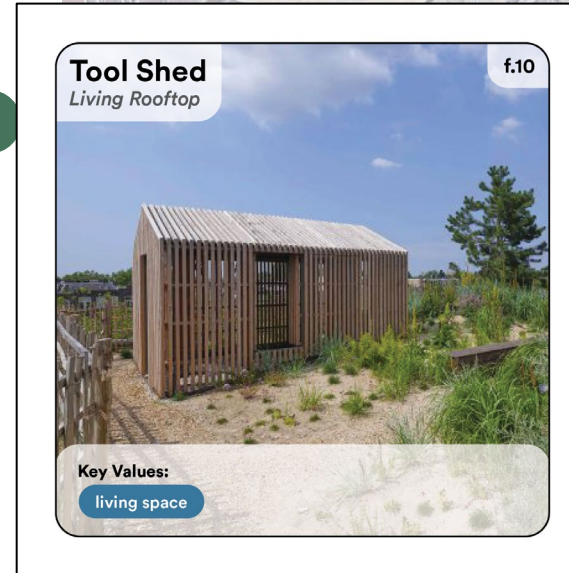 Tool Shed
Living Rooftop
f.10
Key Values:
living space